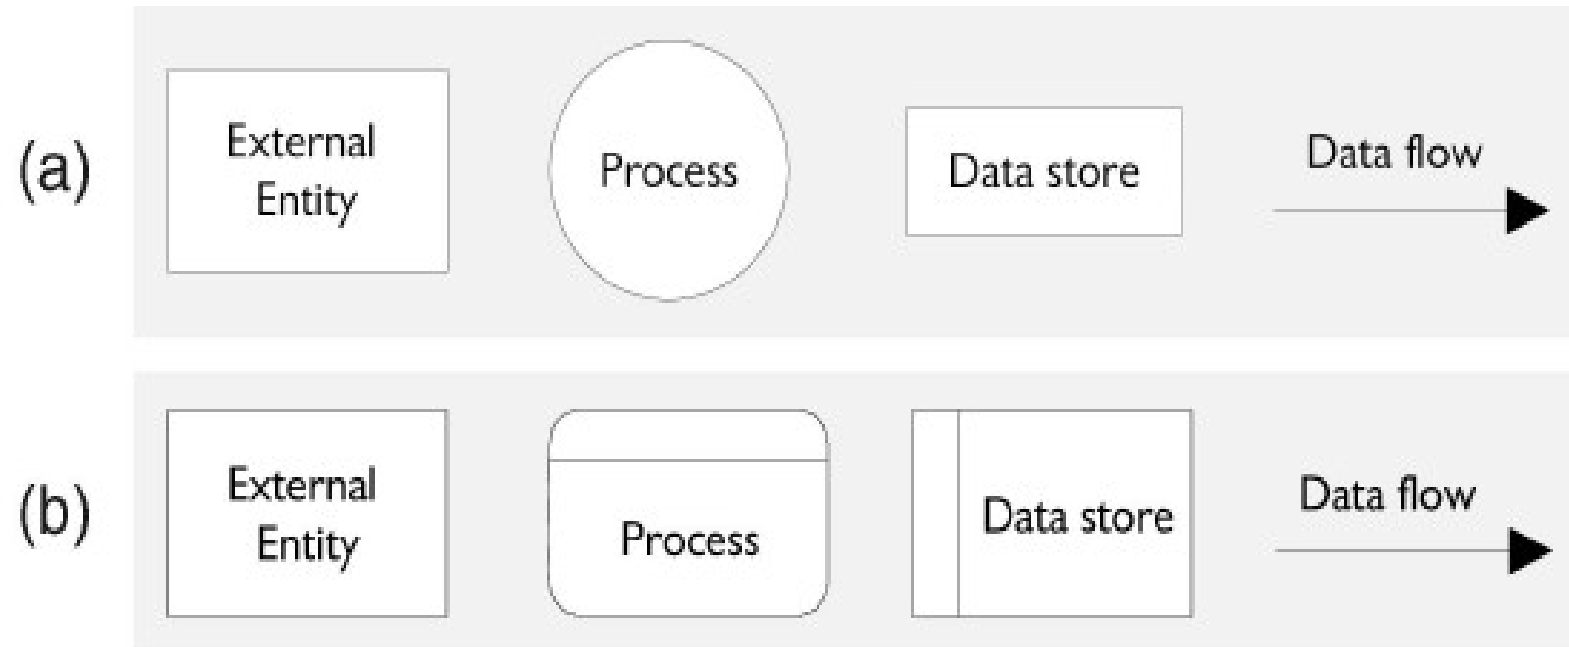 (a)
External
Entity
Process
Data store
Data flow
(b)
External
Entity
Process
Data store
Data flow